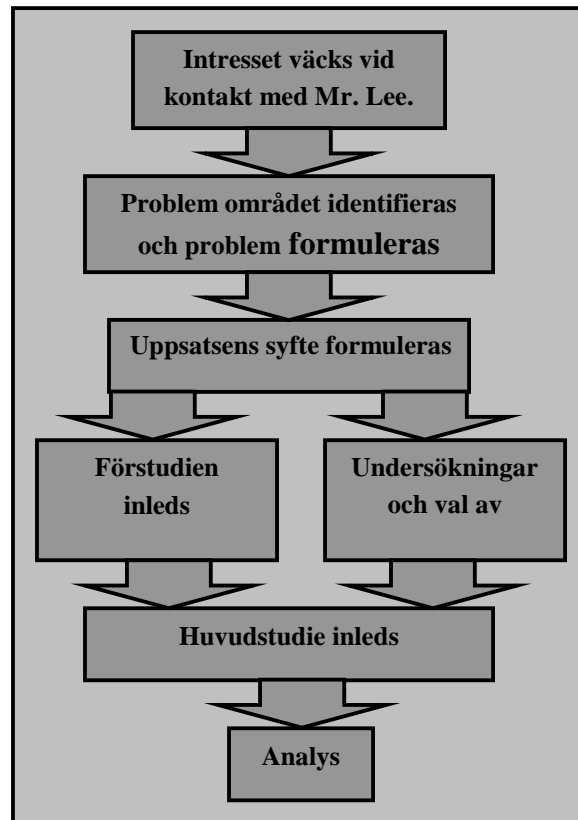 Intresset väcks vid
kontakt med Mr. Lee.
Problem området identifieras
och problem formuleras
Uppsatsens syfte formuleras
Förstudien
inleds
Undersökningar
och val av
Huvudstudie inleds
Analys